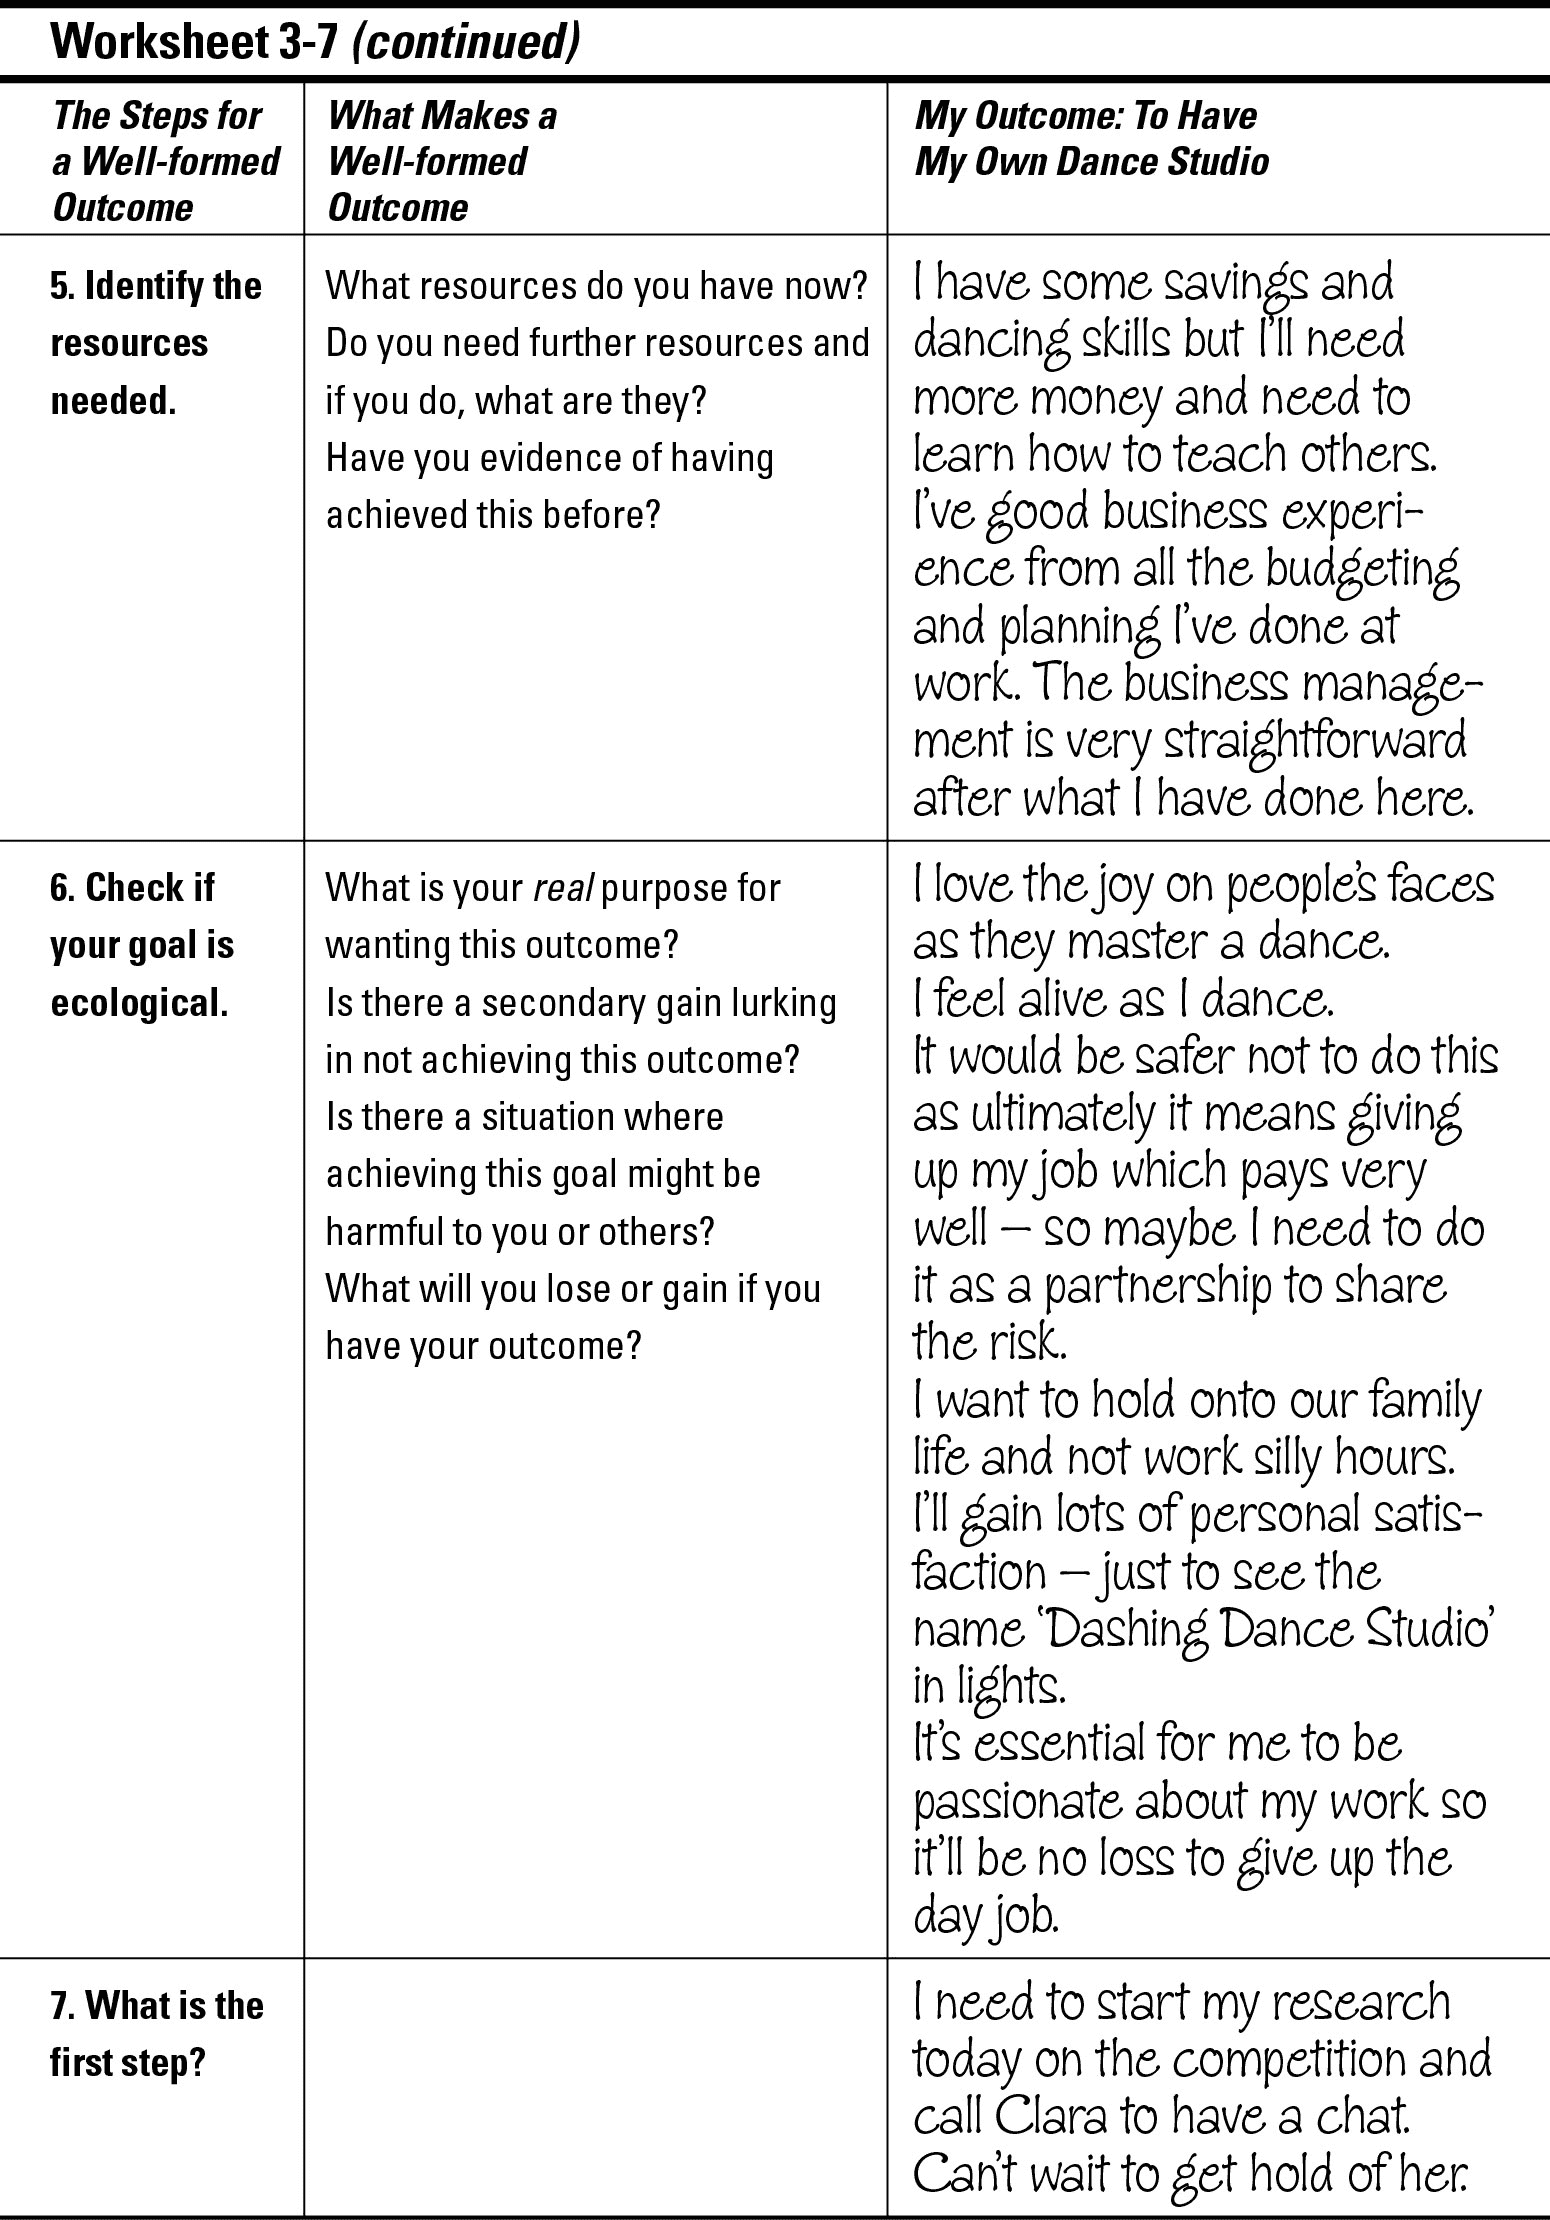 Worksheet 3-7 (continued)
The Steps for
a Well-formed
Outcome
What Makes a
Well-formed
Outcome
My Outcome: To Have
My Own Dance Studio
5. Identify the
resources
needed.
What resources do you have now?
Do you need further resources and
if you do, what are they?
Have you evidence of having
achieved this before?
I have some savings and
dancing skills but I'll need
more money and need to
learn how to teach others.
I've good business experi-
ence from all the budgeting
and planning I've done at
work. The business manage-
ment is very straightforward
after what I have done here.
6. Check if
your goal is
ecological.
What is your real purpose for
wanting this outcome?
Is there a secondary gain lurking
in not achieving this outcome?
Is there a situation where
achieving this goal might be
harmful to you or others?
What will you lose or gain if you
have your outcome?
I love the joy on people's faces
as they master a dance.
I feel alive as I dance.
It would be safer not to do this
as ultimately it means giving
up my job which pays very
well – so maybe I need to do
it as a partnership to share
the risk.
I want to hold onto our family
life and not work silly hours.
I'll gain lots of personal satis-
faction – just to see the
name 'Dashing Dance Studio'
in lights.
It's essential for me to be
passionate about my work so
it'll be no loss to give up the
day job.
7. What is the
first step?
I need to start my research
today on the competition and
call Clara to have a chat.
Can't wait to get hold of her.